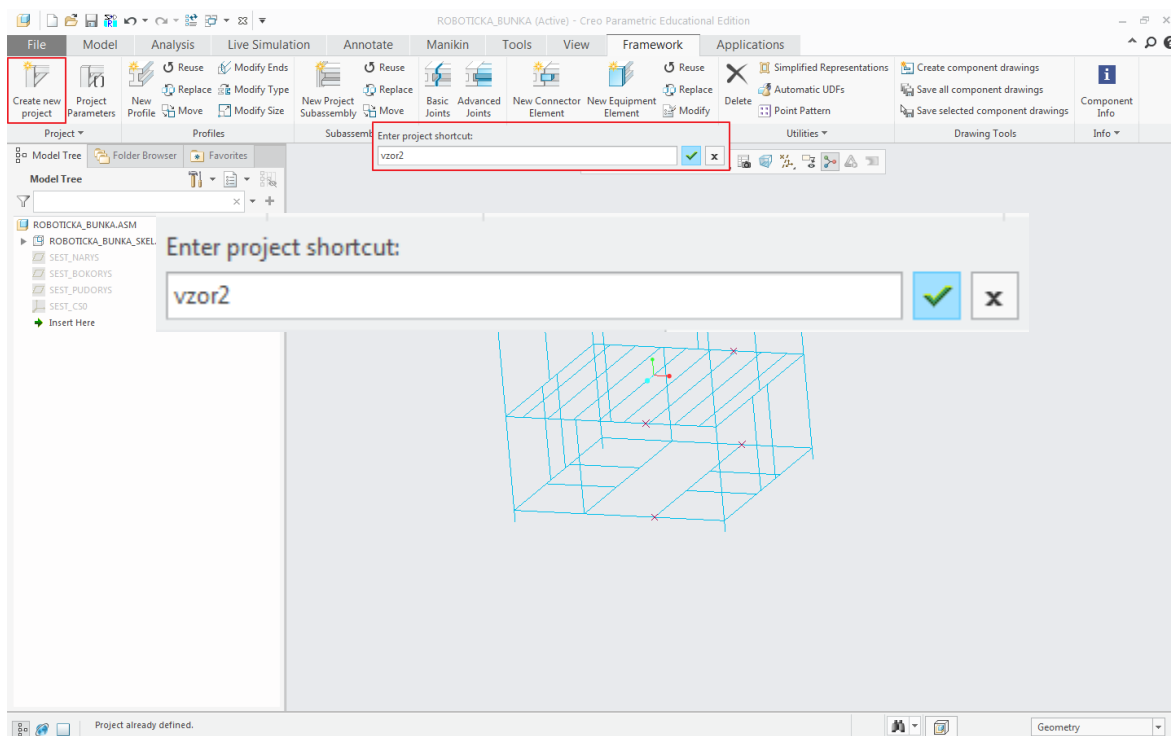 ROBOTICKA_BUNKA (Active) - Creo Parametric Educational Edition
File Model Analysis Live Simulation Annotate Manikin Tools View Framework Applications
Create new project
Project Parameters
New Profile
Reuse
Replace
Move
Modify Ends
Modify Type
Modify Size
New Project Subassembly
Reuse
Replace
Move
Basic Joints
Advanced Joints
New Connector Element
New Equipment Element
Reuse
Replace
Modify
Delete
Simplified Representations
Automatic UDFs
Point Pattern
Create component drawings
Save all component drawings
Save selected component drawings
Component Info
Project Profiles Subassemb Utilities Drawing Tools Info
Enter project shortcut:
vzor2
Model Tree Folder Browser Favorites
Model Tree
ROBOTICKA_BUNKA.ASM
ROBOTICKA_BUNKA_SKEL
SEST_NARYS
SEST_BOKORYS
SEST_PUDORYS
SEST_CS0
Insert Here
Enter project shortcut:
vzor2
Project already defined.
Geometry